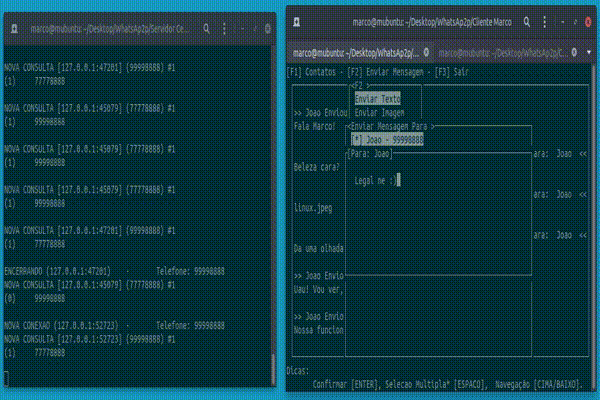 marco@mubuntu: ~/Desktop/WhatsAp2p/Servidor Ce...
NOVA CONSULTA [127.0.0.1:47201] {99998888} #1
(1)     77778888
NOVA CONSULTA [127.0.0.1:45079] {77778888} #1
(1)     99998888
NOVA CONSULTA [127.0.0.1:45079] {77778888} #1
(1)     99998888
NOVA CONSULTA [127.0.0.1:45079] {77778888} #1
(1)     99998888
NOVA CONSULTA [127.0.0.1:47201] {99998888} #1
(1)     77778888
ENCERRANDO (127.0.0.1:47201)   -      Telefone: 99998888
NOVA CONSULTA [127.0.0.1:45079] {77778888} #1
(0)     99998888
NOVA CONEXAO (127.0.0.1:52723)  -      Telefone: 99998888
NOVA CONSULTA [127.0.0.1:52723] {99998888} #1
(1)     77778888
marco@mubuntu: ~/Desktop/WhatsAp2p/Cliente Marco
marco@mubuntu: ~/Desktop/WhatsAp2p/...
marco@mubuntu: ~/Desktop/WhatsAp2p/C...
[F1] Contatos - [F2] Enviar Mensagem - [F3] Sair
<F2 >
Enviar Texto
>> Joao Enviou
Enviar Imagem
Fala Marco!
<Enviar Mensagem Para >
[*] Joao - 99998888
[Para: Joao]
ara:  Joao  <<
Beleza cara?
Legal ne :)
ara:  Joao  <<
linux.jpeg
ara:  Joao  <<
Da uma olhada
>> Joao Envio
Uau! Vou ver,
>> Joao Envio
Nossa funcion
Dicas:
Confirmar [ENTER], Selecao Multipla* [ESPACO],  Navegação [CIMA/BAIXO].